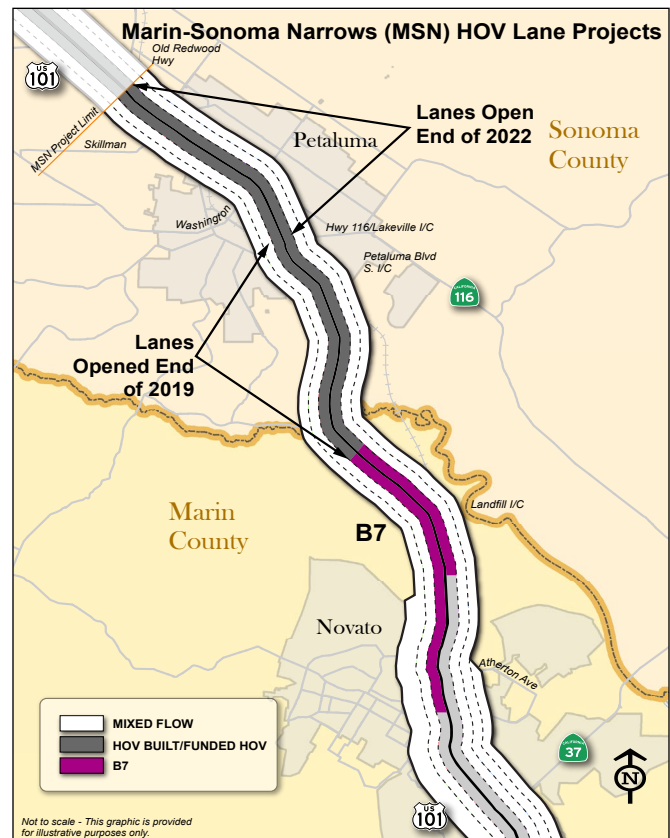 Marin-Sonoma Narrows (MSN) HOV Lane Projects
Old Redwood
Hwy
US
101
MSN Project Limit
Skillman
Petaluma
Lanes Open
End of 2022
Sonoma
County
Washington
Hwy 116/Lakeville I/C
Petaluma Blvd
S. I/C
CALIFORNIA
116
Lanes
Opened End
of 2019
Landfill I/C
Marin
County
B7
Novato
Atherton Ave
MIXED FLOW
HOV BUILT/FUNDED HOV
B7
CALIFORNIA
37
N
US
101
Not to scale - This graphic is provided
for illustrative purposes only.